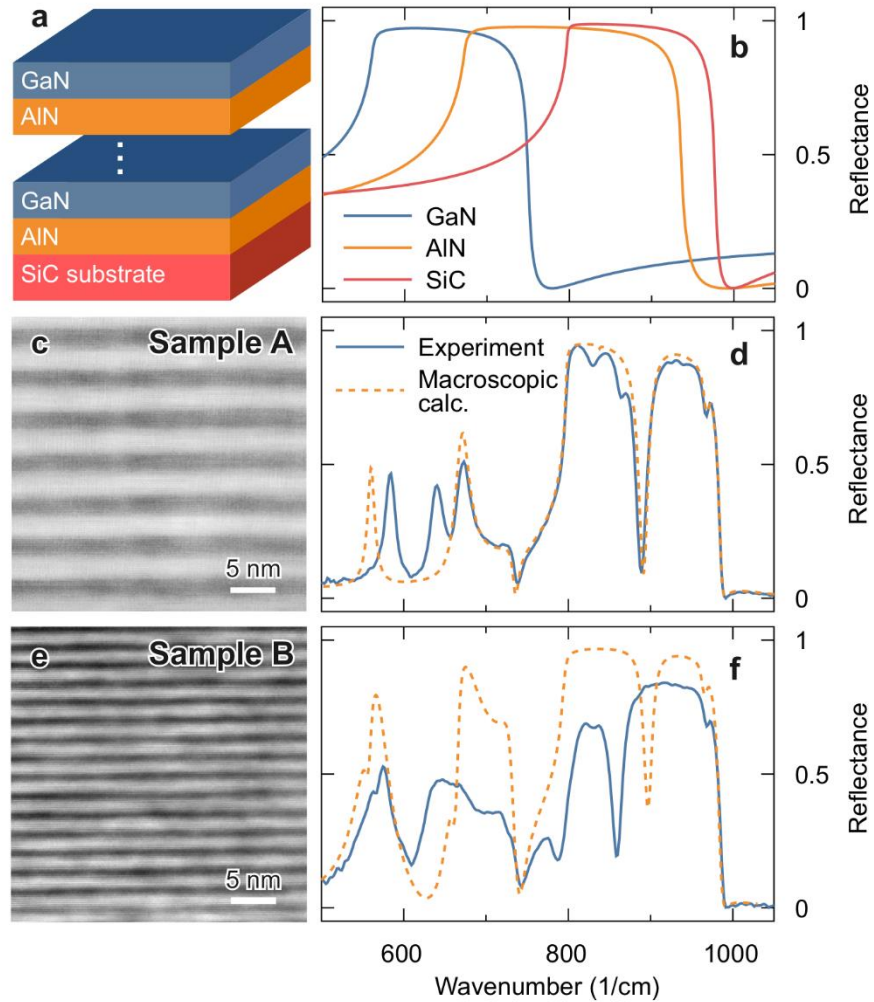 a
GaN
AlN
GaN
AlN
SiC substrate
b
GaN
AlN
SiC
1
0.5
0
Reflectance
c Sample A
5 nm
d
Experiment
Macroscopic
calc.
1
0.5
0
Reflectance
e Sample B
5 nm
f
1
0.5
0
Reflectance
600 800 1000
Wavenumber (1/cm)